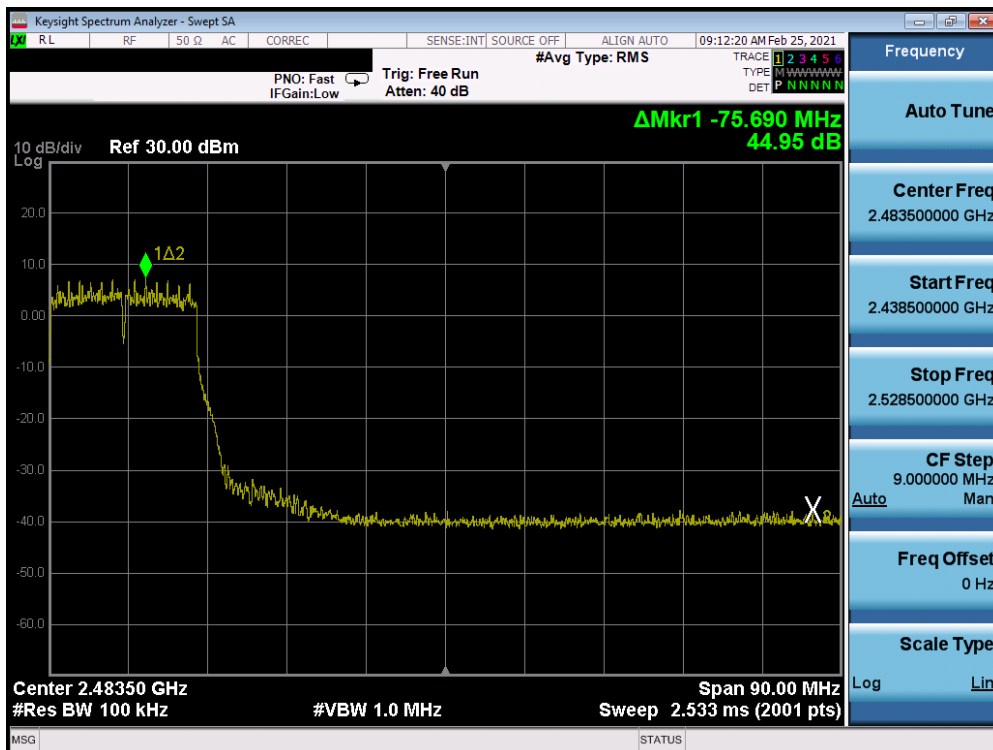 Keysight Spectrum Analyzer - Swept SA
LXI RL RF 50 Ω AC CORREC SENSE:INT SOURCE OFF ALIGN AUTO 09:12:20 AM Feb 25, 2021
#Avg Type: RMS
TRACE 1 2 3 4 5 6
PNO: Fast Trig: Free Run
TYPE M WWWWW
IFGain:Low Atten: 40 dB
DET P N N N N N
ΔMkr1 -75.690 MHz
44.95 dB
10 dB/div Ref 30.00 dBm
Log
20.0
1Δ2
10.0
0.00
-10.0
-20.0
-30.0
-40.0
X2
-50.0
-60.0
Center 2.48350 GHz Span 90.00 MHz
#Res BW 100 kHz #VBW 1.0 MHz Sweep 2.533 ms (2001 pts)
MSG STATUS
Frequency
Auto Tune
Center Freq
2.483500000 GHz
Start Freq
2.438500000 GHz
Stop Freq
2.528500000 GHz
CF Step
9.000000 MHz
Auto Man
Freq Offset
0 Hz
Scale Type
Log Lin